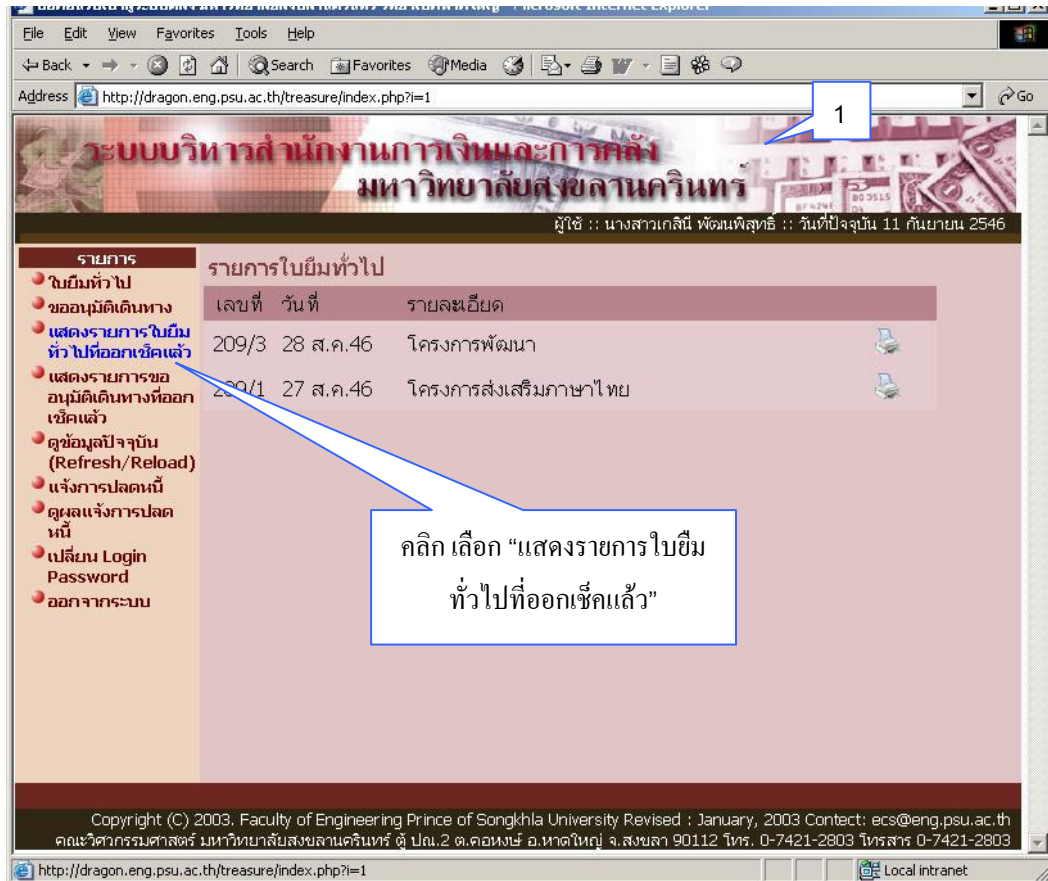 File Edit View Favorites Tools Help
Back Search Favorites Media
Address http://dragon.eng.psu.ac.th/treasure/index.php?i=1 Go
1
ระบบบริหารสำนักงานการเงินและการคลัง
มหาวิทยาลัยสงขลานครินทร์
ผู้ใช้ :: นางสาวเกสินี พัฒนพิสุทธิ์ :: วันที่ปัจจุบัน 11 กันยายน 2546
รายการ
ใบยืมทั่วไป
ขออนุมัติเดินทาง
แสดงรายการใบยืม
ทั่วไปที่ออกเช็คแล้ว
แสดงรายการขอ
อนุมัติเดินทางที่ออก
เช็คแล้ว
ดูข้อมูลปัจจุบัน
(Refresh/Reload)
แจ้งการปลดหนี้
ดูผลแจ้งการปลด
หนี้
เปลี่ยน Login
Password
ออกจากระบบ
รายการใบยืมทั่วไป
เลขที่ วันที่ รายละเอียด
209/3 28 ส.ค.46 โครงการพัฒนา
209/1 27 ส.ค.46 โครงการส่งเสริมภาษาไทย
คลิก เลือก “แสดงรายการใบยืม
ทั่วไปที่ออกเช็คแล้ว”
Copyright (C) 2003. Faculty of Engineering Prince of Songkhla University Revised : January, 2003 Contect: ecs@eng.psu.ac.th
คณะวิศวกรรมศาสตร์ มหาวิทยาลัยสงขลานครินทร์ ตู้ ปณ.2 ต.คอหงษ์ อ.หาดใหญ่ จ.สงขลา 90112 โทร. 0-7421-2803 โทรสาร 0-7421-2803
http://dragon.eng.psu.ac.th/treasure/index.php?i=1 Local intranet